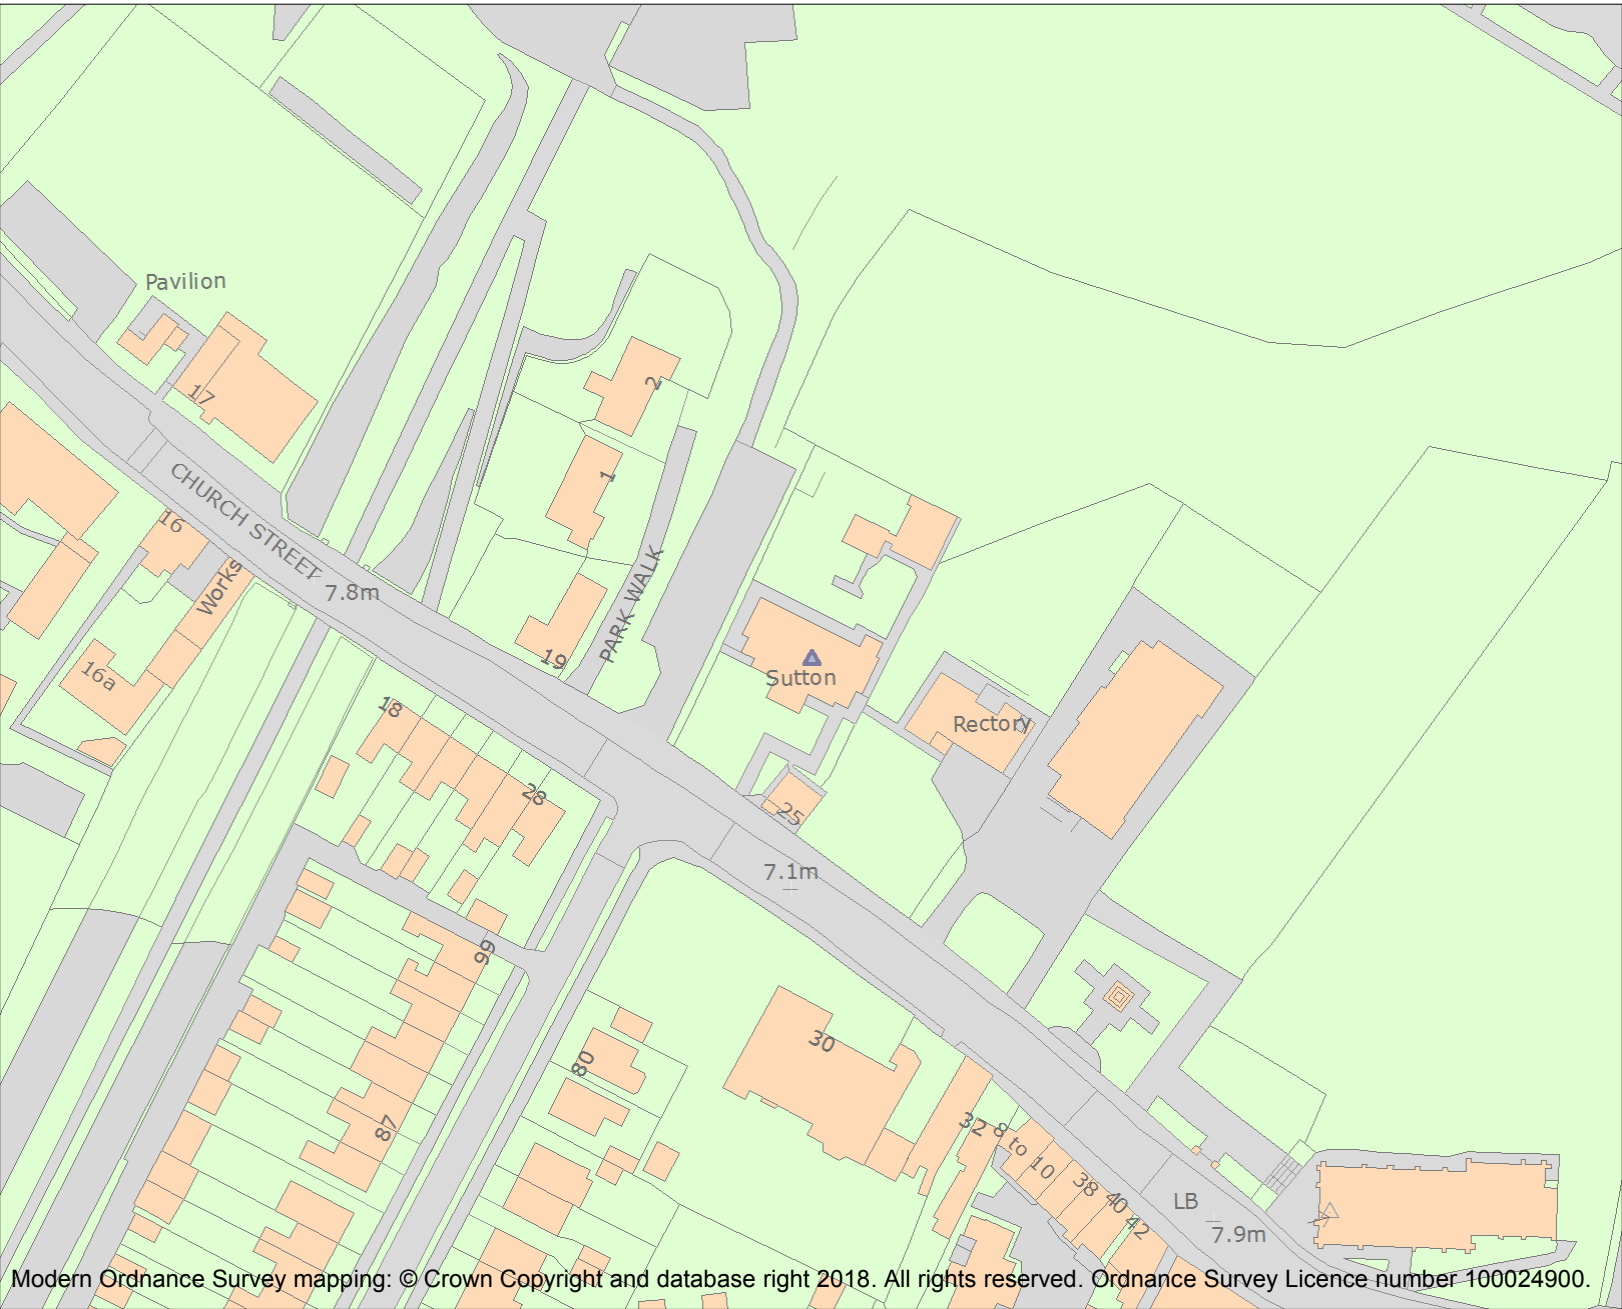 Pavilion
17
2
1
CHURCH STREET
16
Works
7.8m
PARK WALK
19
16a
Sutton
18
Rectory
28
25
7.1m
99
30
80
87
32
8 to 10
38
40
42
LB
7.9m
Modern Ordnance Survey mapping: © Crown Copyright and database right 2018. All rights reserved. Ordnance Survey Licence number 100024900.